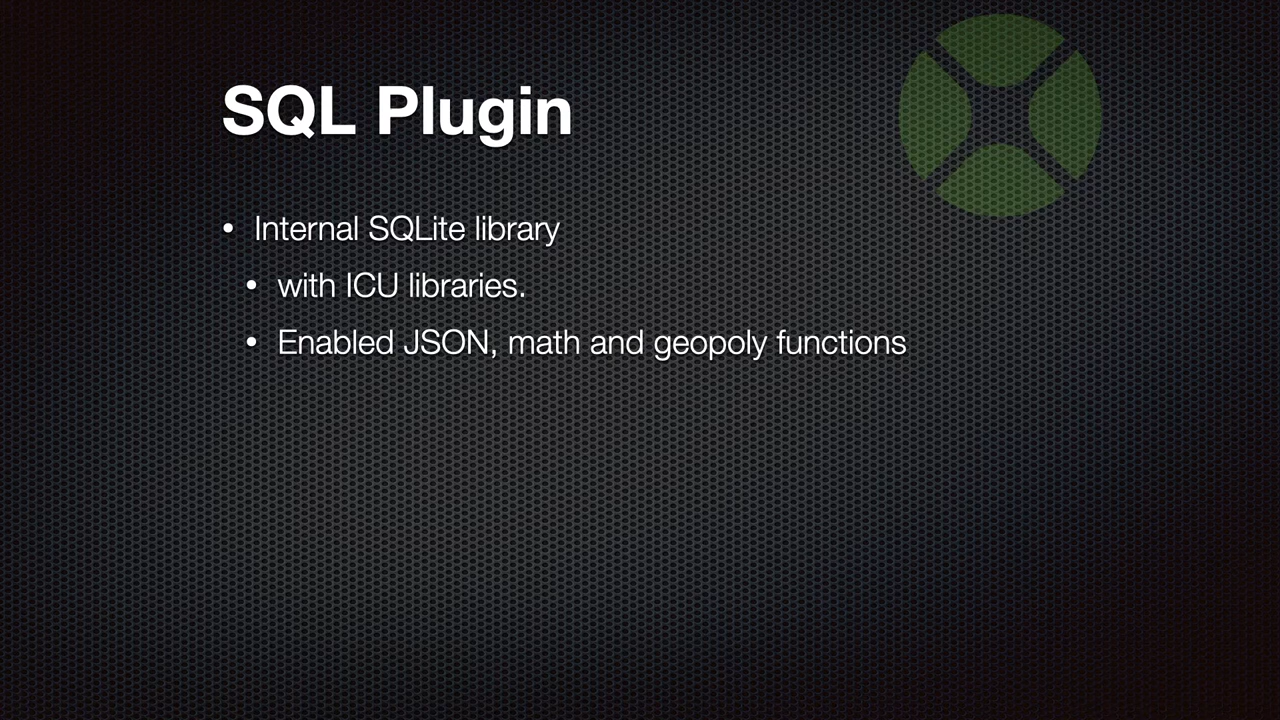 SQL Plugin
• Internal SQLite library
• with ICU libraries.
• Enabled JSON, math and geopoly functions